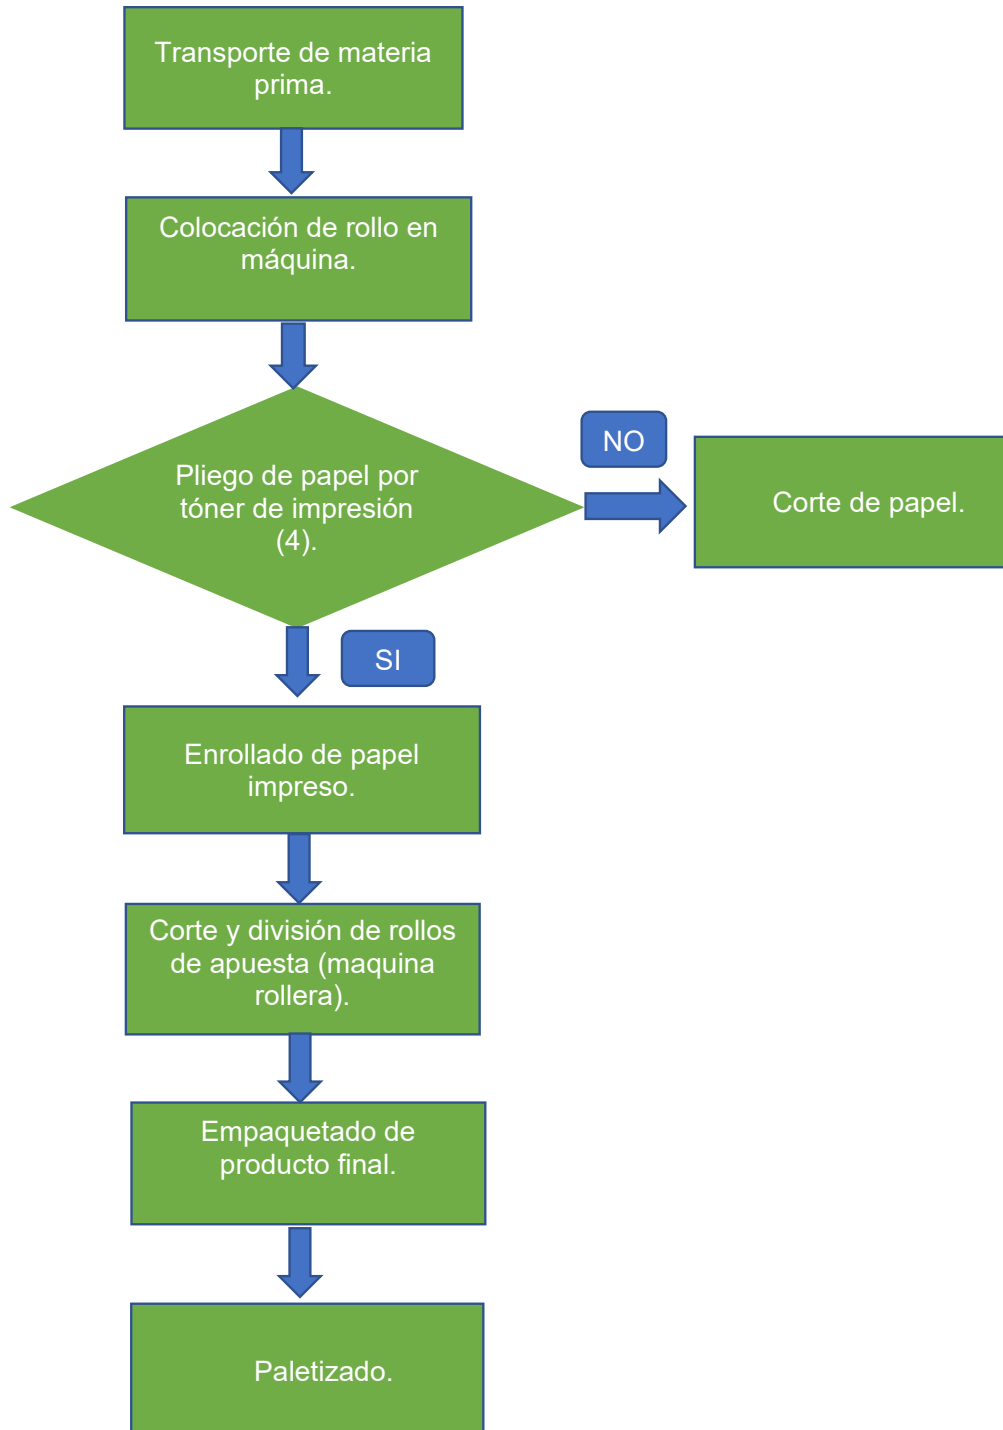 Transporte de materia
prima.
Colocación de rollo en
máquina.
Pliego de papel por
tóner de impresión
(4).
NO
Corte de papel.
SI
Enrollado de papel
impreso.
Corte y división de rollos
de apuesta (maquina
rollera).
Empaquetado de
producto final.
Paletizado.